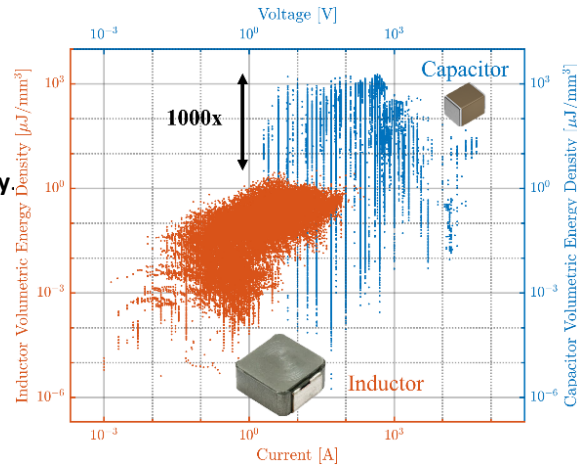 Voltage [V]
10⁻³ 10⁰ 10³
Inductor Volumetric Energy Density [μJ/mm³]
10³
10⁰
10⁻³
10⁻⁶
y.
1000x
Capacitor
Inductor
10³
10⁰
10⁻³
10⁻⁶
Capacitor Volumetric Energy Density [μJ/mm³]
10⁻³ 10⁰ 10³
Current [A]